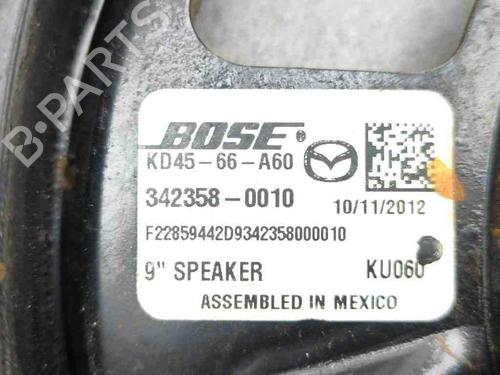 B-PARTS
BOSE
KD45-66-A60
342358-0010
10/11/2012
F22859442D9342358000010
9" SPEAKER
KU060
ASSEMBLED IN MEXICO